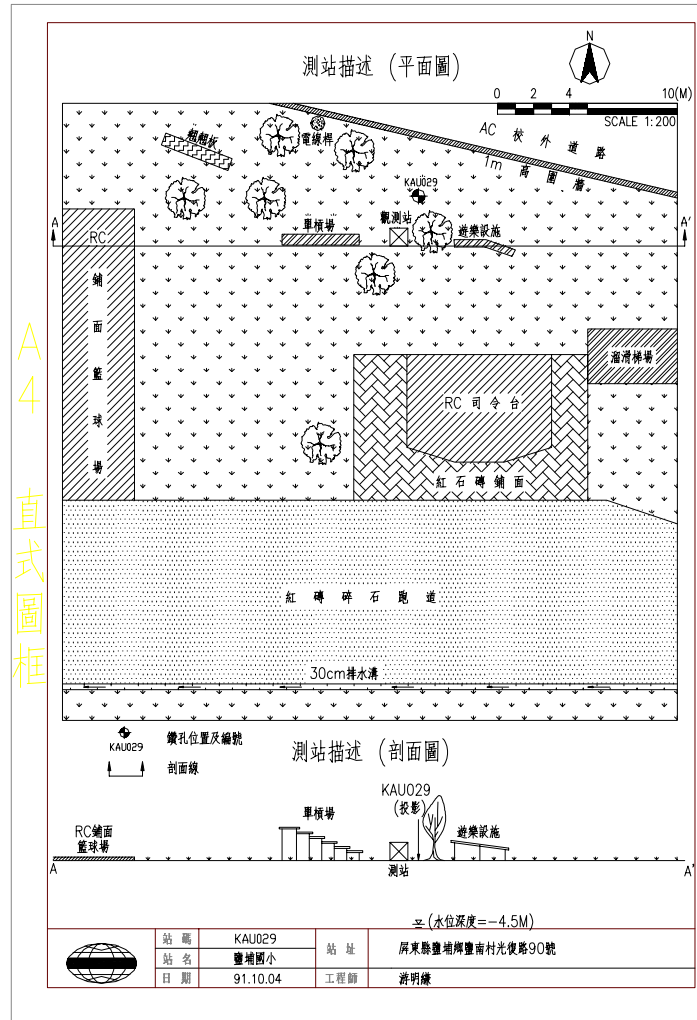 測站描述 (平面圖)
N
0 2 4 10(M)
SCALE 1:200
AC 校外道路
1m 高圍牆
翹翹板
電線桿
KAU029
觀測站
單槓場
遊樂設施
A A'
RC鋪面籃球場
溜滑梯場
RC 司令台
紅石磚鋪面
紅磚碎石跑道
30cm排水溝
KAU029 鑽孔位置及編號
剖面線
測站描述 (剖面圖)
KAU029
(投影)
單槓場
遊樂設施
RC鋪面
籃球場
測站
A A'
(水位深度=-4.5M)
站碼 KAU029
站名 鹽埔國小
日期 91.10.04
站址 屏東縣鹽埔鄉鹽南村光復路90號
工程師 游明鎌
A4 直式圖框